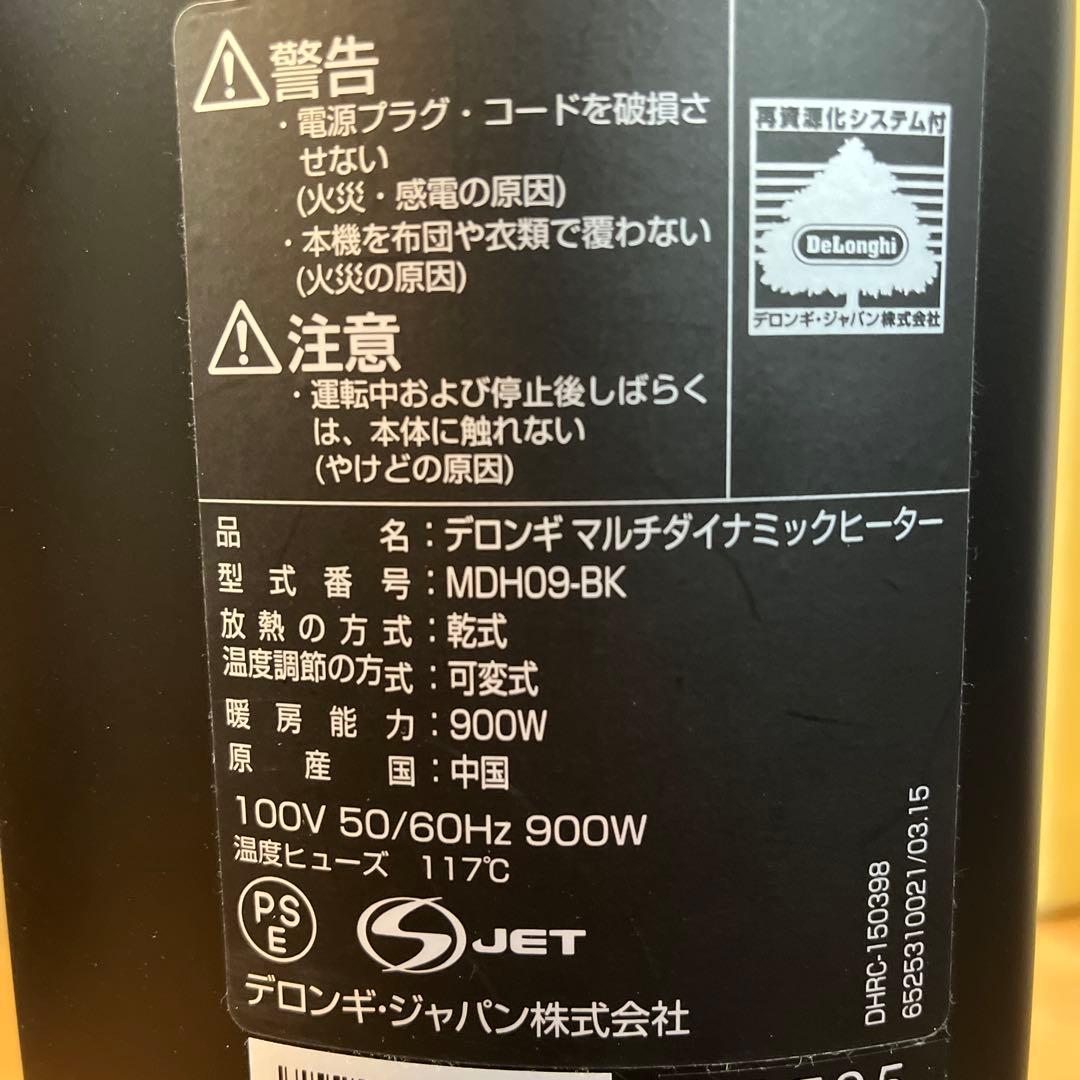 警告
・電源プラグ・コードを破損さ
せない
(火災・感電の原因)
・本機を布団や衣類で覆わない
(火災の原因)
注意
・運転中および停止後しばらく
は、本体に触れない
(やけどの原因)
再資源化システム付
DeLonghi
デロンギ・ジャパン株式会社
品名：デロンギ マルチダイナミックヒーター
型式番号：MDH09-BK
放熱の方式：乾式
温度調節の方式：可変式
暖房能力：900W
原産国：中国
100V 50/60Hz 900W
温度ヒューズ 117℃
PSE
S JET
デロンギ・ジャパン株式会社
DHRC-150398
6525310021/03.15